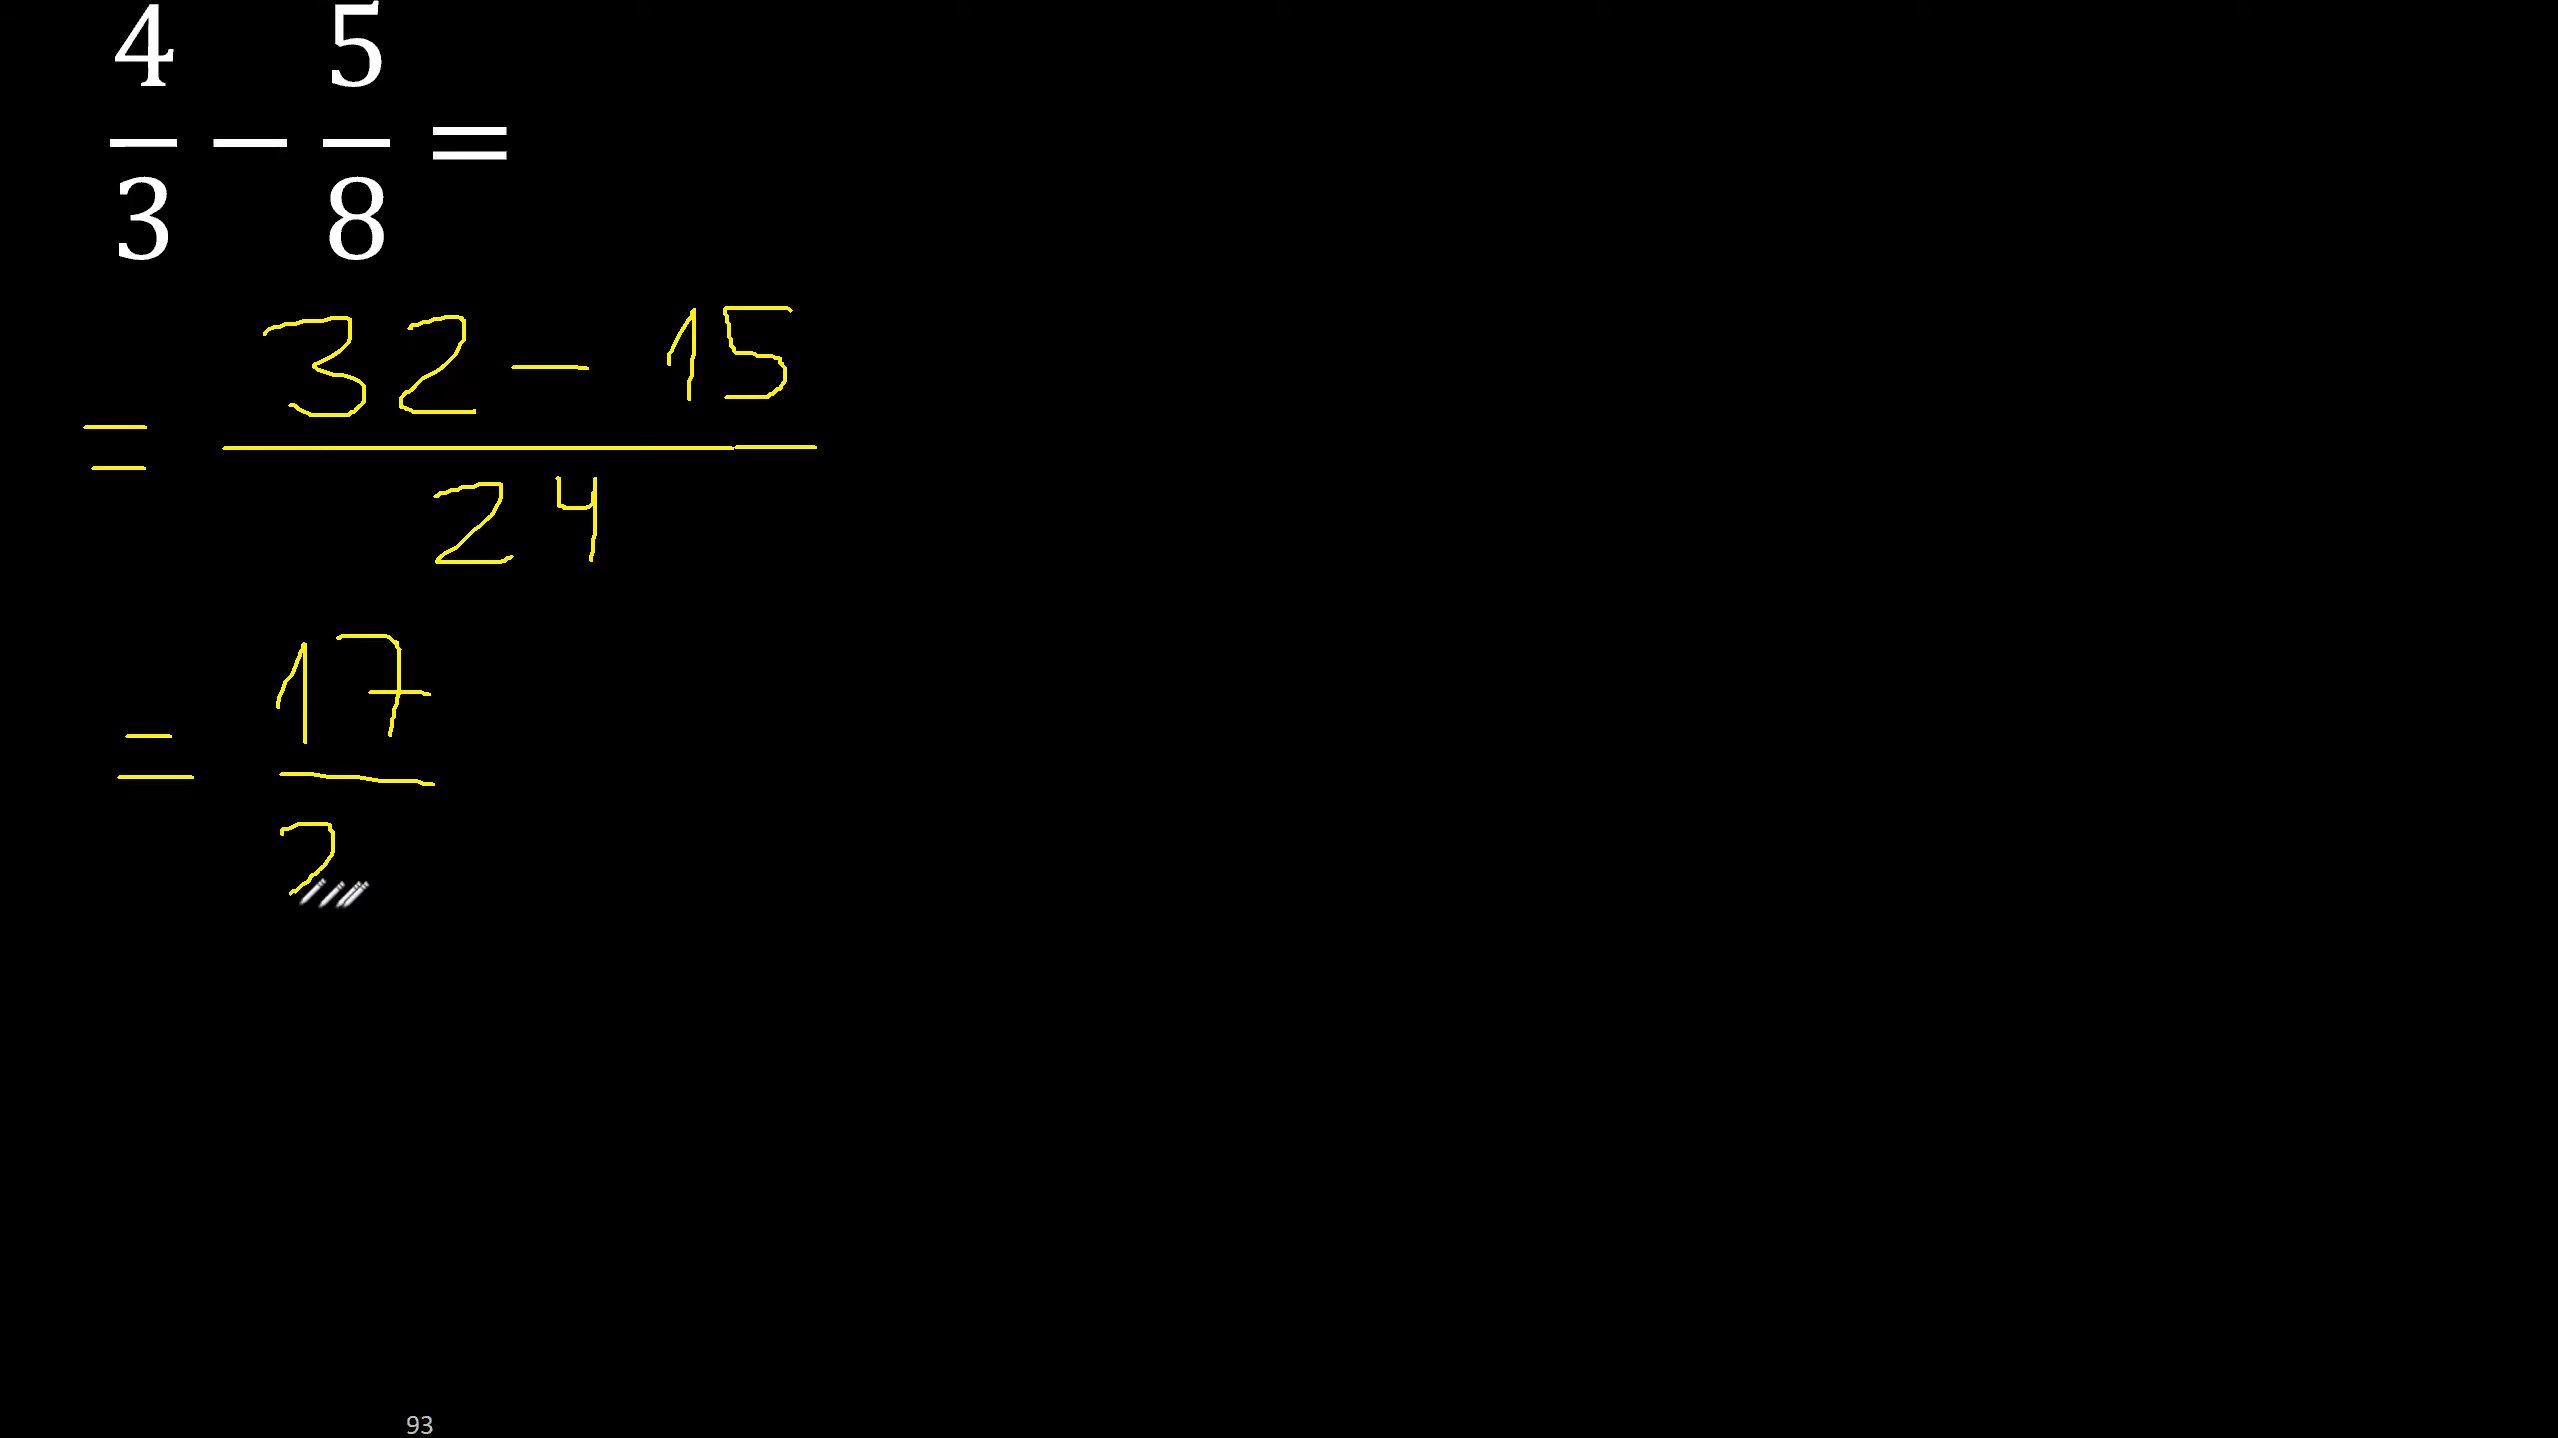 4/3 − 5/8 =
= 32 − 15 / 24
= 17 / 2
93